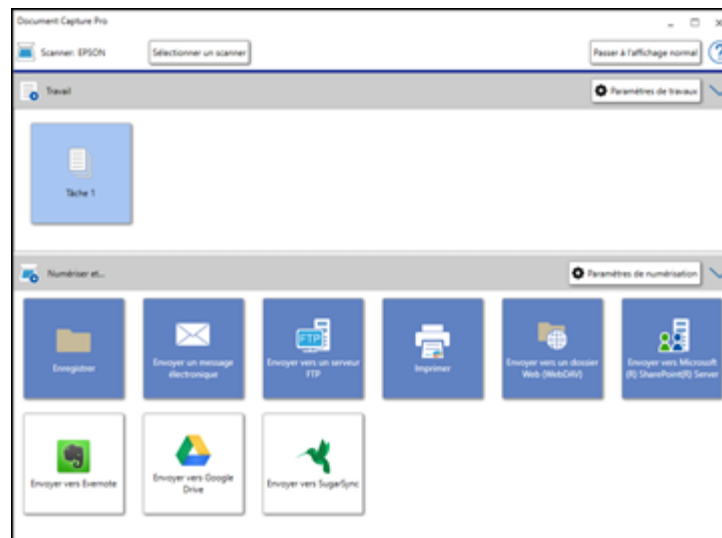 Document Capture Pro
Scanner: EPSON
Sélectionner un scanner
Passer à l'affichage normal
?
Travail
Paramètres de travaux
Tâche 1
Numériser et...
Paramètres de numérisation
Enregistrer
Envoyer un message
électronique
FTP
Envoyer vers un serveur
FTP
Imprimer
Envoyer vers un dossier
Web (WebDAV)
Envoyer vers Microsoft
(R) SharePoint(R) Server
Envoyer vers Evernote
Envoyer vers Google
Drive
Envoyer vers SugarSync